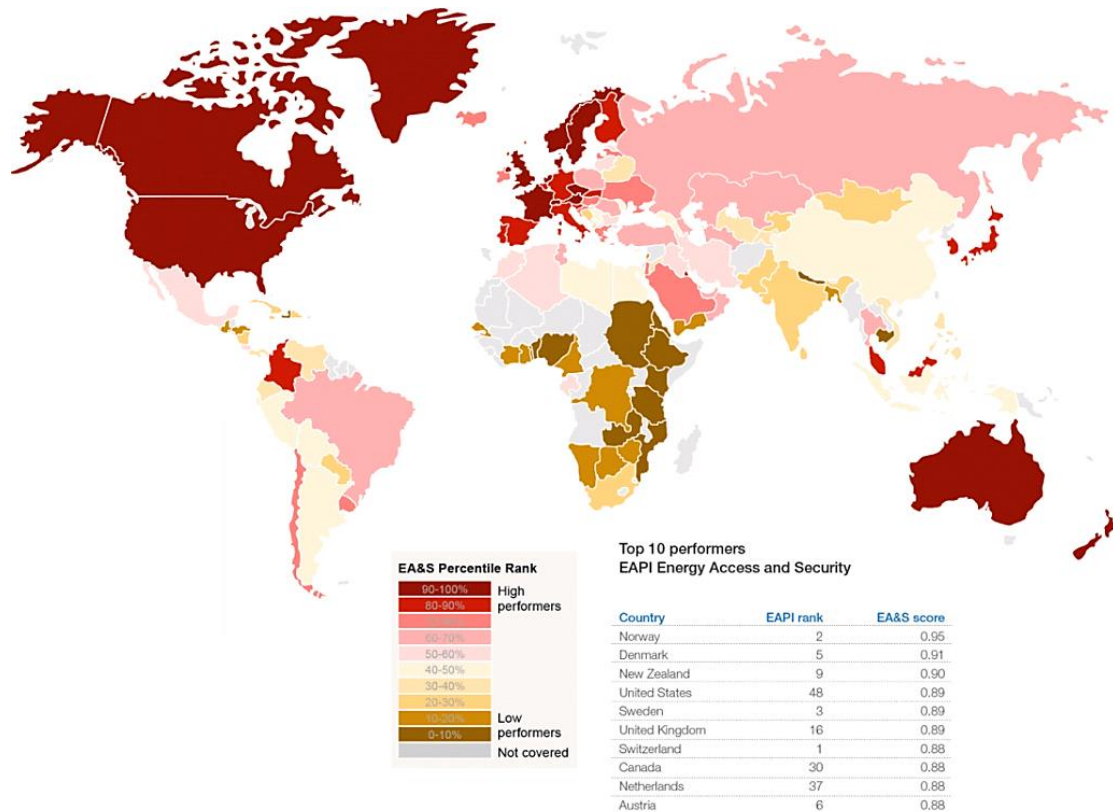 EA&S Percentile Rank
90-100%
High
80-90%
performers
60-70%
50-60%
40-50%
30-40%
20-30%
10-20%
Low
0-10%
performers
Not covered
Top 10 performers
EAPI Energy Access and Security
Country EAPI rank EA&S score
Norway 2 0.95
Denmark 5 0.91
New Zealand 9 0.90
United States 48 0.89
Sweden 3 0.89
United Kingdom 16 0.89
Switzerland 1 0.88
Canada 30 0.88
Netherlands 37 0.88
Austria 6 0.88